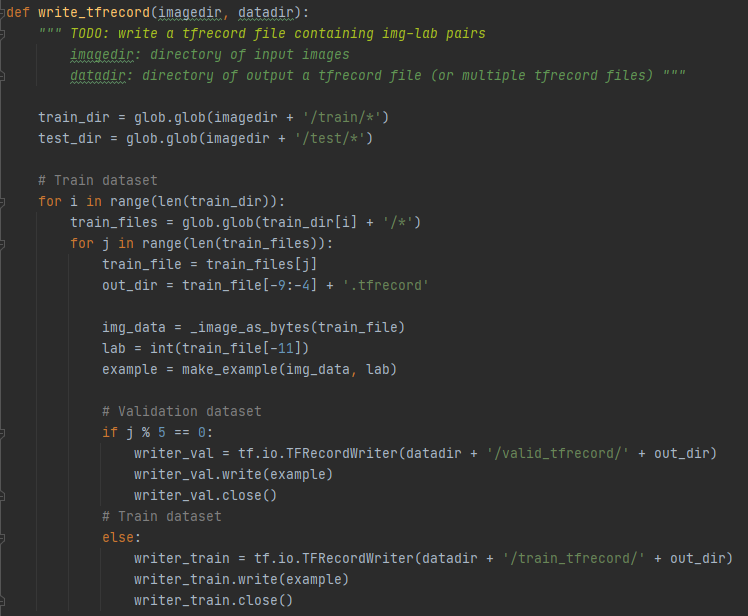 def write_tfrecord(imagedir, datadir):
    """ TODO: write a tfrecord file containing img-lab pairs
        imagedir: directory of input images
        datadir: directory of output a tfrecord file (or multiple tfrecord files) """

    train_dir = glob.glob(imagedir + '/train/*')
    test_dir = glob.glob(imagedir + '/test/*')

    # Train dataset
    for i in range(len(train_dir)):
        train_files = glob.glob(train_dir[i] + '/*')
        for j in range(len(train_files)):
            train_file = train_files[j]
            out_dir = train_file[-9:-4] + '.tfrecord'

            img_data = _image_as_bytes(train_file)
            lab = int(train_file[-11])
            example = make_example(img_data, lab)

            # Validation dataset
            if j % 5 == 0:
                writer_val = tf.io.TFRecordWriter(datadir + '/valid_tfrecord/' + out_dir)
                writer_val.write(example)
                writer_val.close()
            # Train dataset
            else:
                writer_train = tf.io.TFRecordWriter(datadir + '/train_tfrecord/' + out_dir)
                writer_train.write(example)
                writer_train.close()